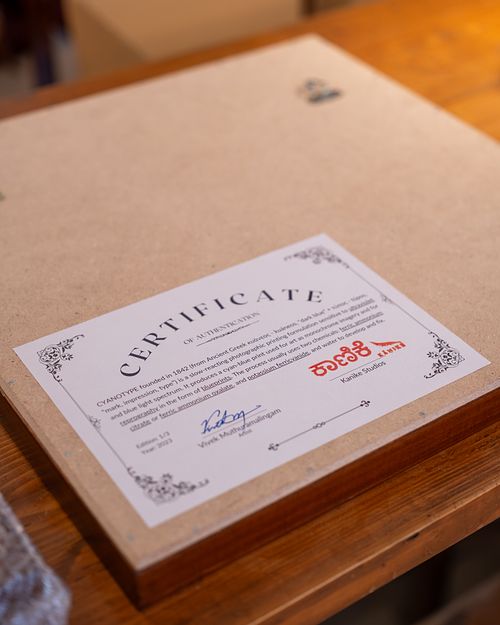 CERTIFICATE
OF AUTHENTICATION
CYANOTYPE founded in 1842 (from Ancient Greek κυάνεος, kuáneos, "dark blue" + τύπος, túpos,
"mark, impression, type") is a slow-reacting photographic printing formulation sensitive to ultraviolet
and blue light spectrum. It produces a cyan blue print used for art as monochrome imagery and for
reprography in the form of blueprints. The process usually uses two chemicals: ferric ammonium
citrate or ferric ammonium oxalate, and potassium ferricyanide, and water to develop and fix.
Edition: 1/7
Year: 2023
Vivek Muthuramalingam
Artist
ಕಾಣಿಕೆ
KANIKE
Kanike Studios